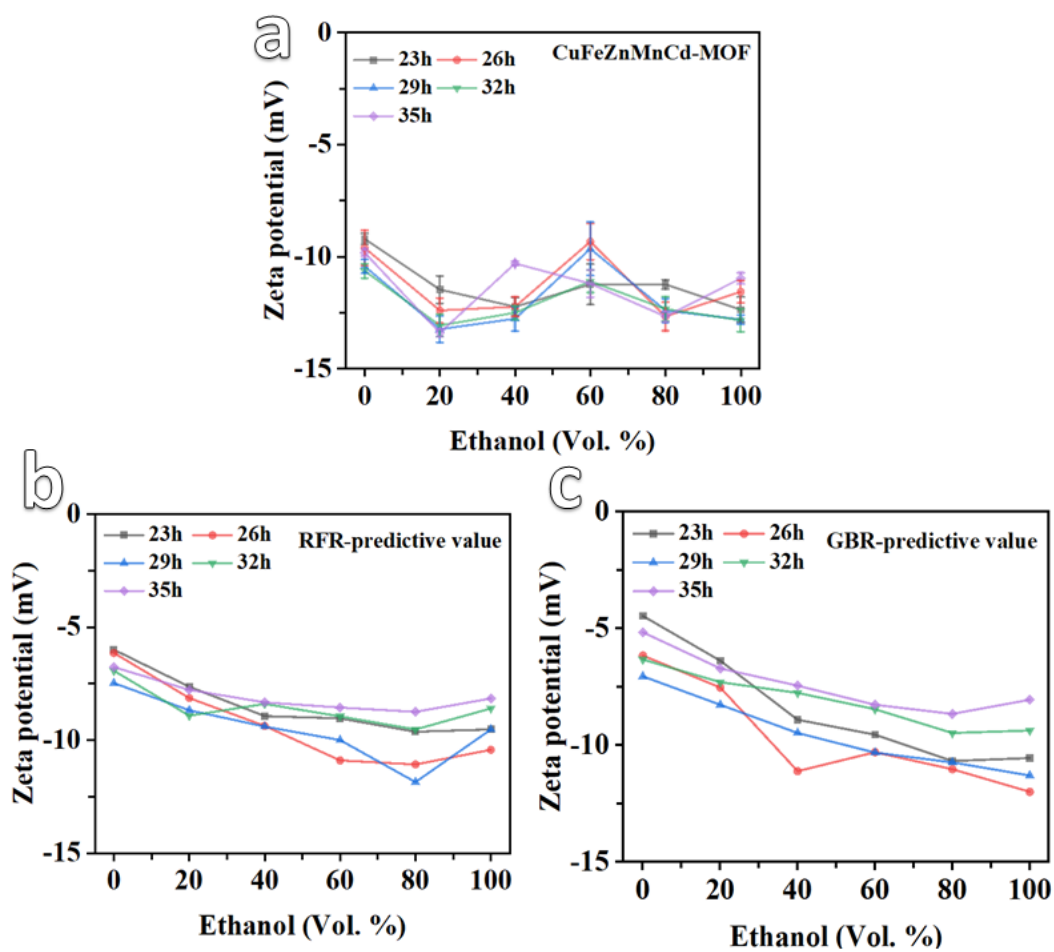 a
CuFeZnMnCd-MOF
23h 26h
29h 32h
35h
0
-5
-10
-15
Zeta potential (mV)
0 20 40 60 80 100
Ethanol (Vol. %)
b
RFR-predictive value
23h 26h
29h 32h
35h
0
-5
-10
-15
Zeta potential (mV)
0 20 40 60 80 100
Ethanol (Vol. %)
c
GBR-predictive value
23h 26h
29h 32h
35h
0
-5
-10
-15
Zeta potential (mV)
0 20 40 60 80 100
Ethanol (Vol. %)